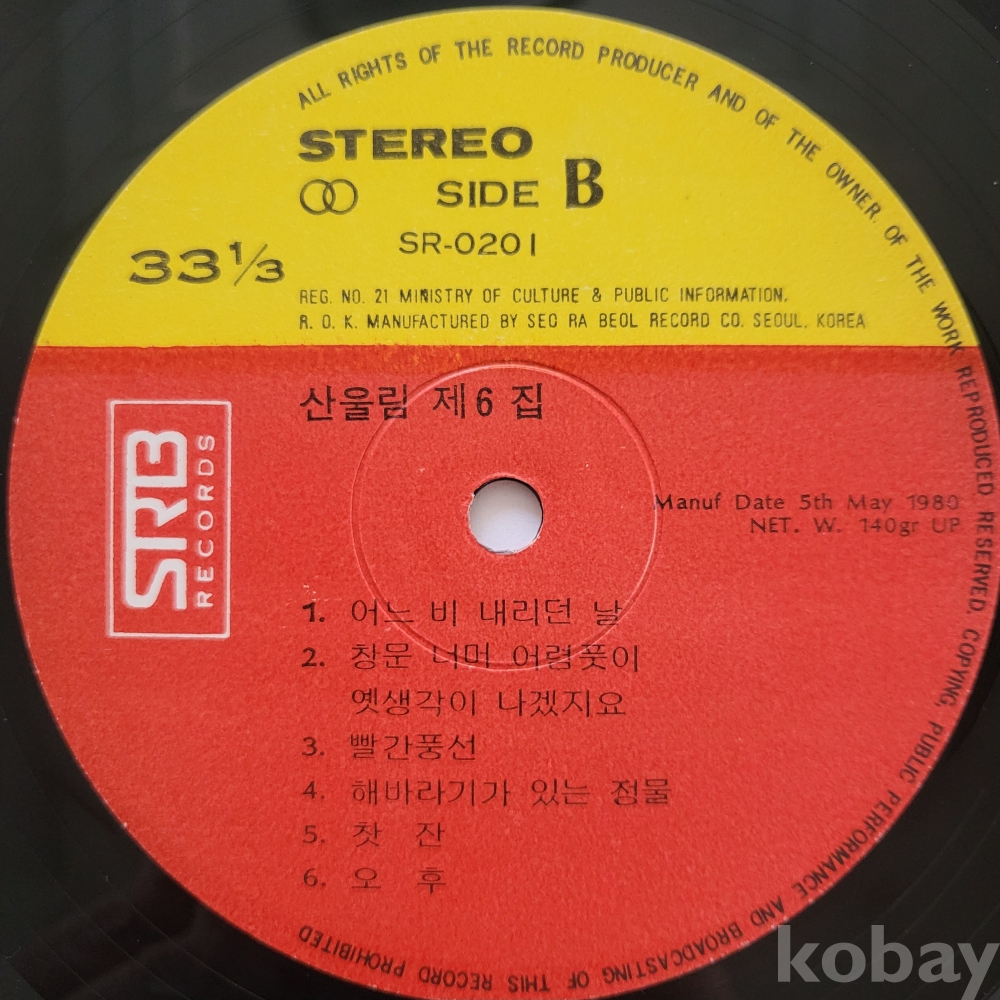 ALL RIGHTS OF THE RECORD PRODUCER AND OF THE OWNER. OF THE WORK REPRODUCED RESERVED. COPYING, PUBLIC PERFORMANCE AND BROADCASTING OF THIS RECORD PROHIBITED
STEREO
SIDE B
SR-0201
33 1/3
REG. NO. 21 MINISTRY OF CULTURE & PUBLIC INFORMATION.
R. O. K. MANUFACTURED BY SEO RA BEOL RECORD CO. SEOUL, KOREA
산울림 제6집
SRB
RECORDS
Manuf Date 5th May 1980
NET. W. 140gr UP
1. 어느 비 내리던 날
2. 창문 너머 어렴풋이
옛생각이 나겠지요
3. 빨간풍선
4. 해바라기가 있는 정물
5. 찻 잔
6. 오 후
kobay